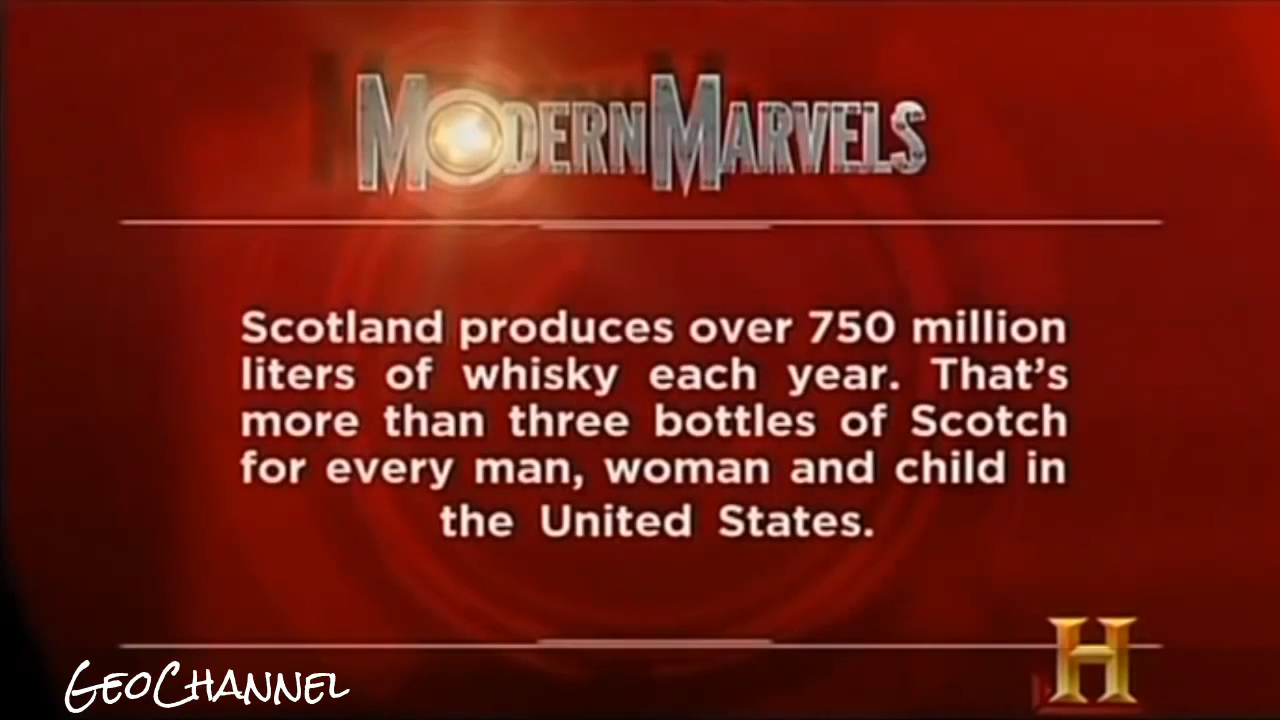 MODERN MARVELS
Scotland produces over 750 million
liters of whisky each year. That's
more than three bottles of Scotch
for every man, woman and child in
the United States.
H
GEOCHANNEL